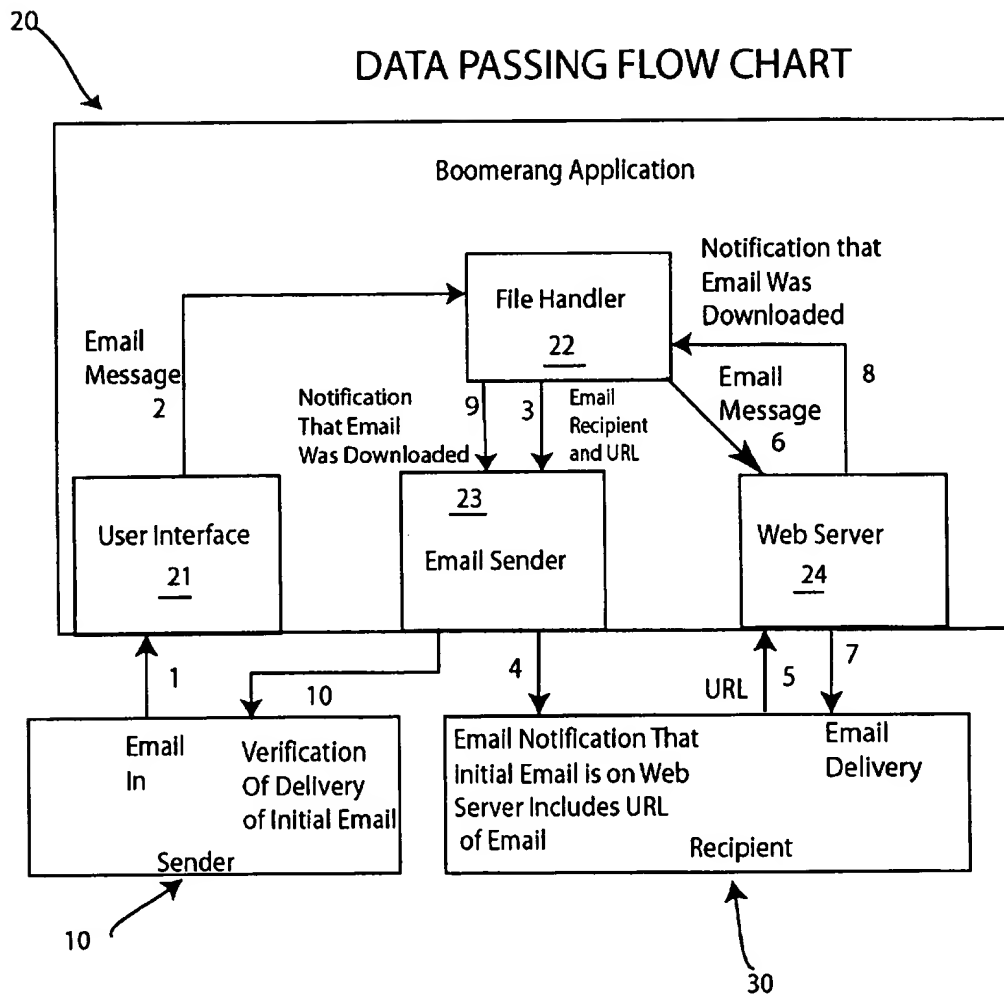 20
DATA PASSING FLOW CHART
Boomerang Application
Notification that
Email Was
Downloaded
File Handler
22
Email
Message
2
8
Email
Message
6
9
3
Notification
That Email
Was Downloaded
Email
Recipient
and URL
User Interface
21
23
Email Sender
Web Server
24
1
10
4
URL
5
7
Email
In
Verification
Of Delivery
of Initial Email
Sender
Email Notification That
Initial Email is on Web
Server Includes URL
of Email
Email
Delivery
Recipient
10
30